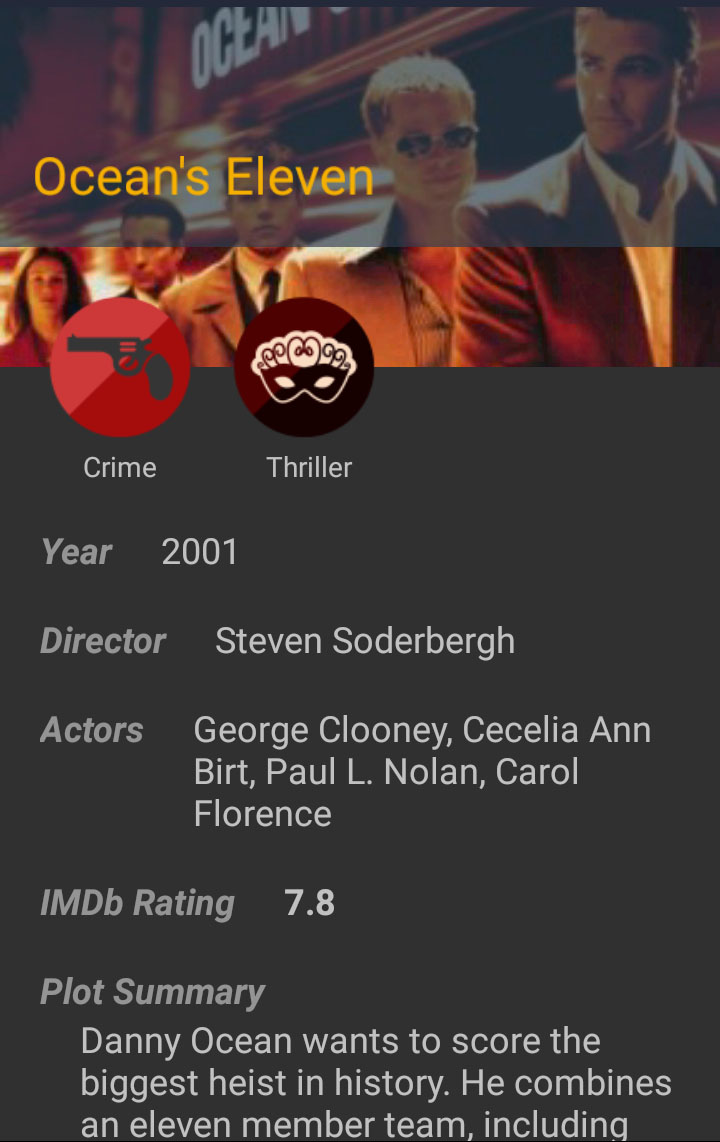 OCEAN'S
Ocean's Eleven
Crime
Thriller
Year 2001
Director Steven Soderbergh
Actors George Clooney, Cecelia Ann
Birt, Paul L. Nolan, Carol
Florence
IMDb Rating 7.8
Plot Summary
Danny Ocean wants to score the
biggest heist in history. He combines
an eleven member team, including